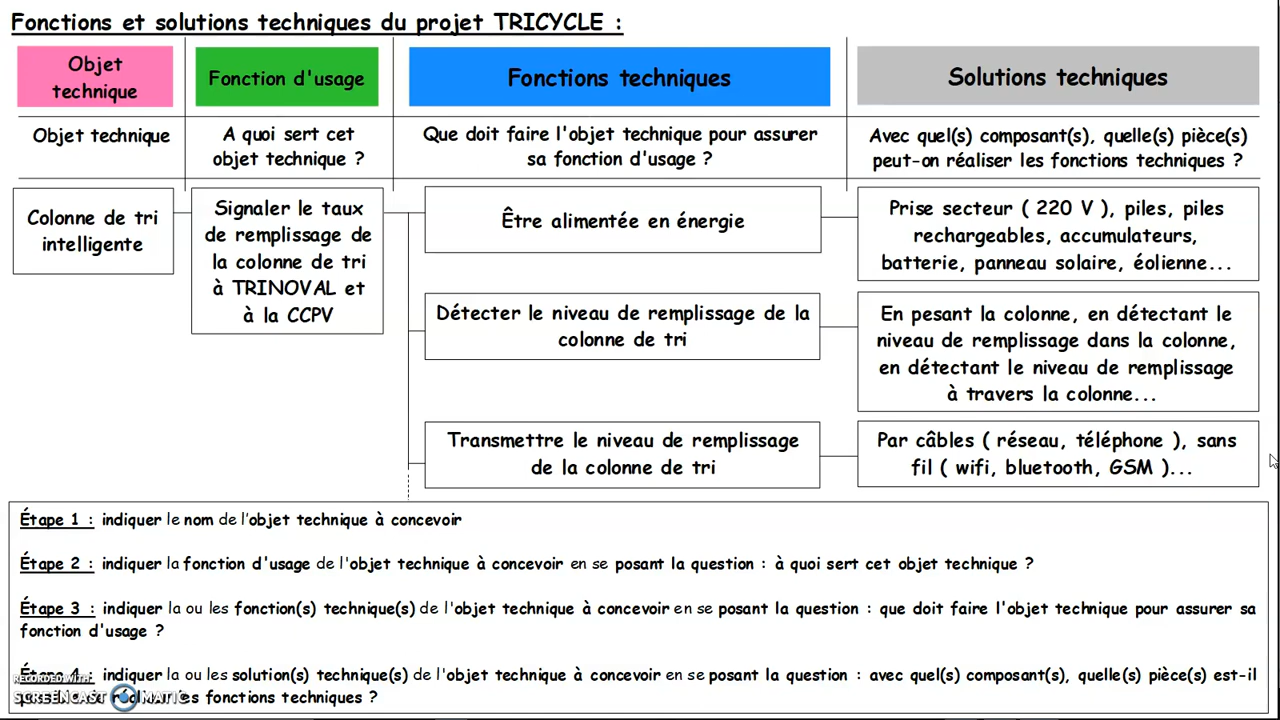 Fonctions et solutions techniques du projet TRICYCLE :
Objet
technique
Fonction d'usage
Fonctions techniques
Solutions techniques
Objet technique
A quoi sert cet
objet technique ?
Que doit faire l'objet technique pour assurer
sa fonction d'usage ?
Avec quel(s) composant(s), quelle(s) pièce(s)
peut-on réaliser les fonctions techniques ?
Colonne de tri
intelligente
Signaler le taux
de remplissage de
la colonne de tri
à TRINOVAL et
à la CCPV
Être alimentée en énergie
Prise secteur ( 220 V ), piles, piles
rechargeables, accumulateurs,
batterie, panneau solaire, éolienne...
Détecter le niveau de remplissage de la
colonne de tri
En pesant la colonne, en détectant le
niveau de remplissage dans la colonne,
en détectant le niveau de remplissage
à travers la colonne...
Transmettre le niveau de remplissage
de la colonne de tri
Par câbles ( réseau, téléphone ), sans
fil ( wifi, bluetooth, GSM )...
Étape 1 : indiquer le nom de l'objet technique à concevoir
Étape 2 : indiquer la fonction d'usage de l'objet technique à concevoir en se posant la question : à quoi sert cet objet technique ?
Étape 3 : indiquer la ou les fonction(s) technique(s) de l'objet technique à concevoir en se posant la question : que doit faire l'objet technique pour assurer sa
fonction d'usage ?
Étape 4 : indiquer la ou les solution(s) technique(s) de l'objet technique à concevoir en se posant la question : avec quel(s) composant(s), quelle(s) pièce(s) est-il
les fonctions techniques ?
RECORDED WITH
SCREENCAST MATIC